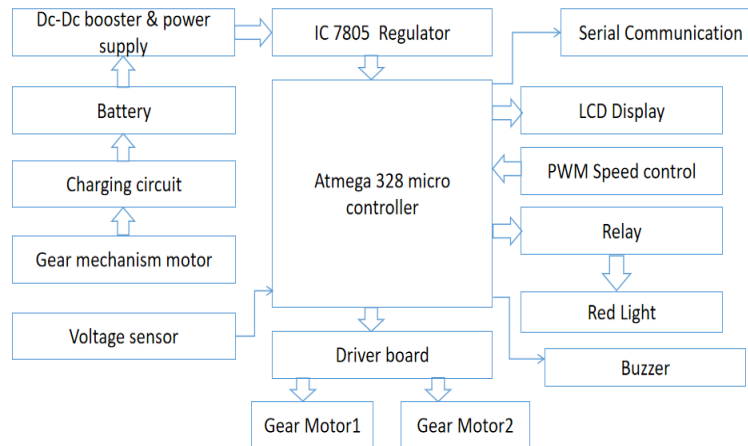 Dc-Dc booster & power
supply
IC 7805  Regulator
Serial Communication
Battery
LCD Display
Charging circuit
Atmega 328 micro
controller
PWM Speed control
Gear mechanism motor
Relay
Voltage sensor
Red Light
Driver board
Buzzer
Gear Motor1
Gear Motor2